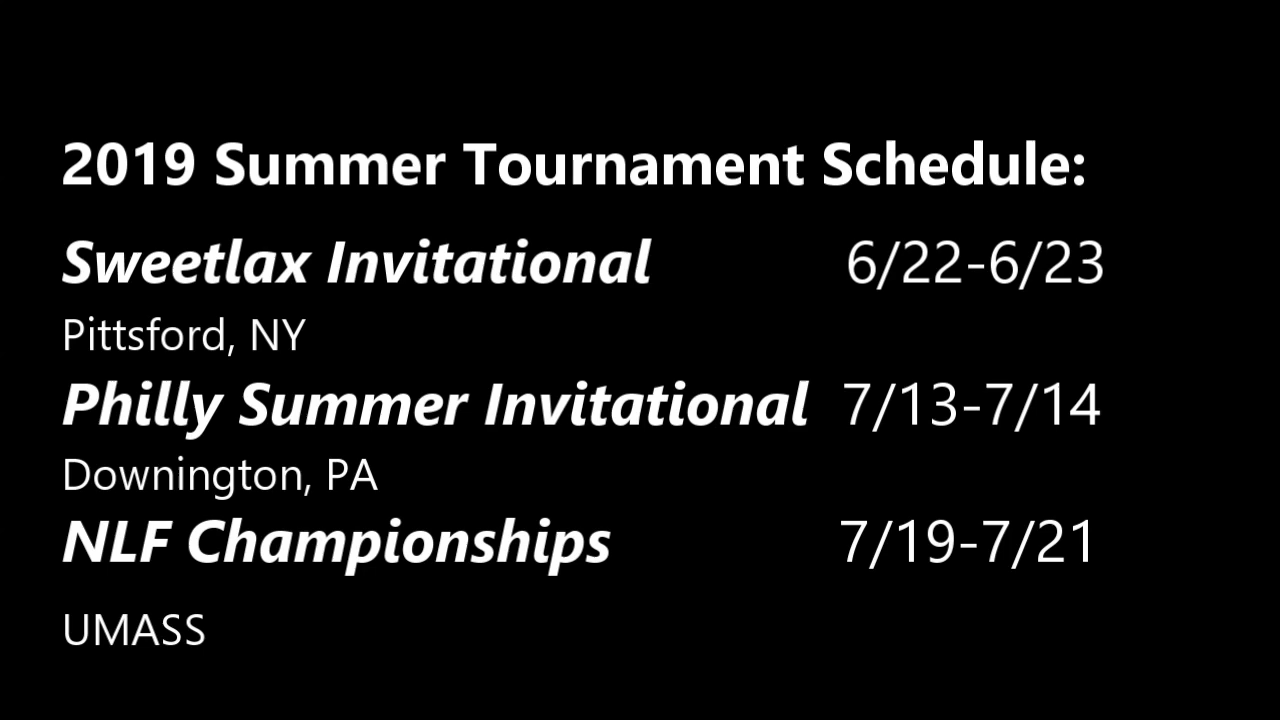 2019 Summer Tournament Schedule:
Sweetlax Invitational 6/22-6/23
Pittsford, NY
Philly Summer Invitational 7/13-7/14
Downington, PA
NLF Championships 7/19-7/21
UMASS